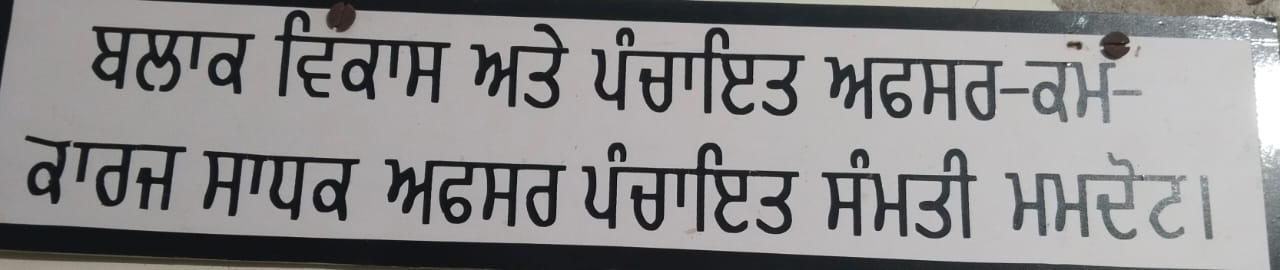 ਬਲਾਕ ਵਿਕਾਸ ਅਤੇ ਪੰਚਾਇਤ ਅਫਸਰ-ਕਮ-
ਕਾਰਜ ਸਾਧਕ ਅਫਸਰ ਪੰਚਾਇਤ ਸੰਮਤੀ ਮਮਦੋਟ।